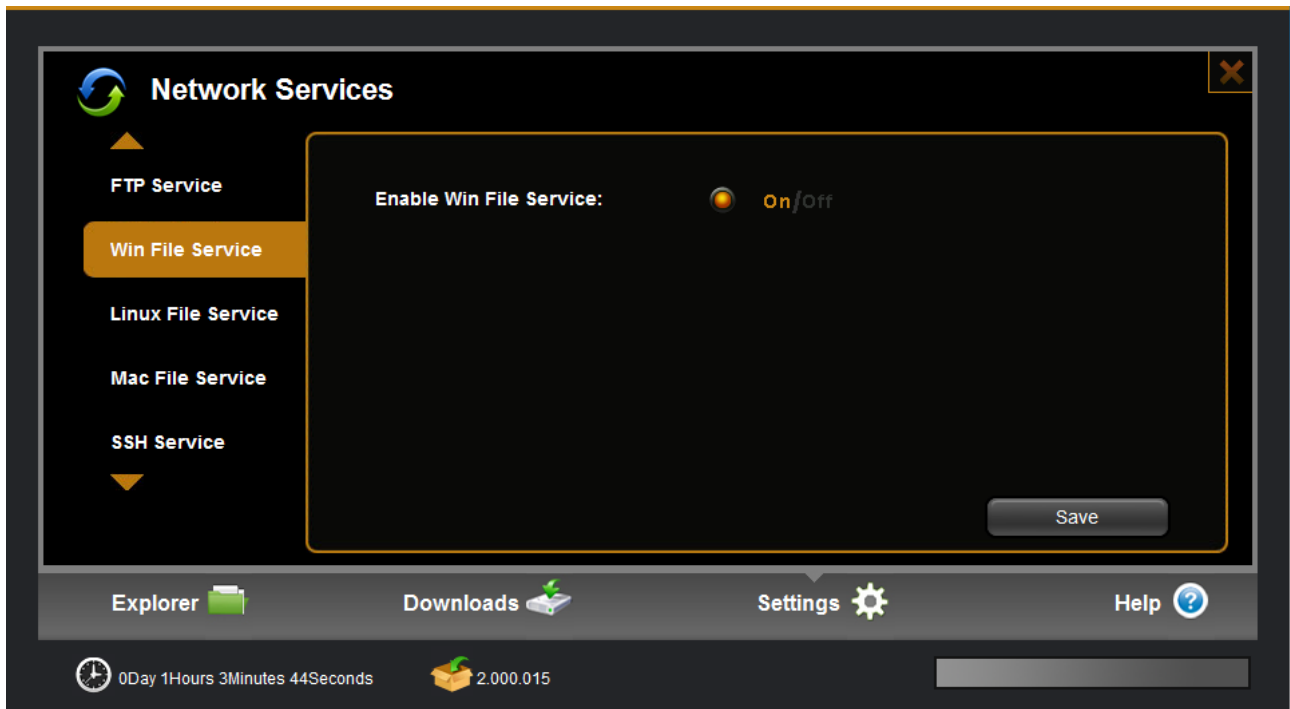 Network Services
FTP Service
Win File Service
Linux File Service
Mac File Service
SSH Service
Enable Win File Service:
On/Off
Save
Explorer
Downloads
Settings
Help
0Day 1Hours 3Minutes 44Seconds
2.000.015